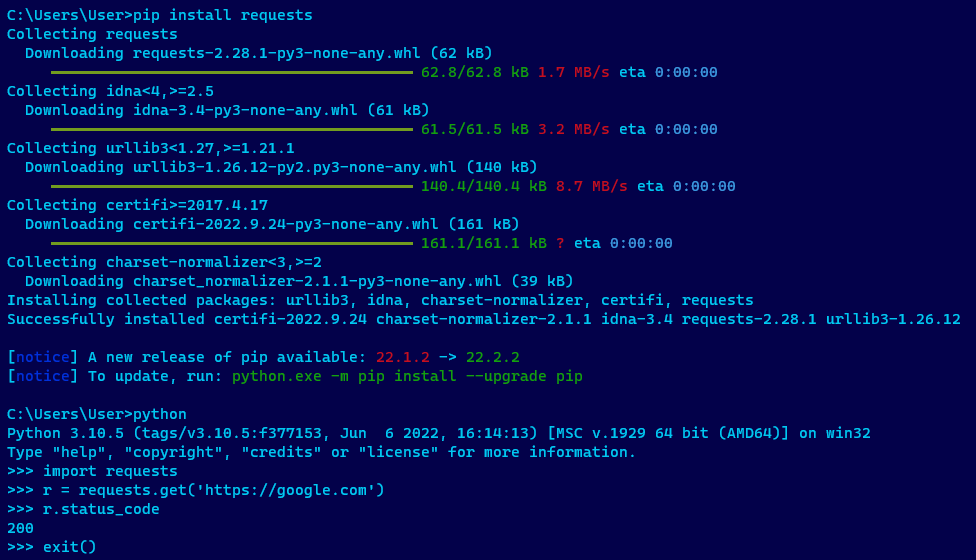 C:\Users\User>pip install requests
Collecting requests
  Downloading requests-2.28.1-py3-none-any.whl (62 kB)
     62.8/62.8 kB 1.7 MB/s eta 0:00:00
Collecting idna<4,>=2.5
  Downloading idna-3.4-py3-none-any.whl (61 kB)
     61.5/61.5 kB 3.2 MB/s eta 0:00:00
Collecting urllib3<1.27,>=1.21.1
  Downloading urllib3-1.26.12-py2.py3-none-any.whl (140 kB)
     140.4/140.4 kB 8.7 MB/s eta 0:00:00
Collecting certifi>=2017.4.17
  Downloading certifi-2022.9.24-py3-none-any.whl (161 kB)
     161.1/161.1 kB ? eta 0:00:00
Collecting charset-normalizer<3,>=2
  Downloading charset_normalizer-2.1.1-py3-none-any.whl (39 kB)
Installing collected packages: urllib3, idna, charset-normalizer, certifi, requests
Successfully installed certifi-2022.9.24 charset-normalizer-2.1.1 idna-3.4 requests-2.28.1 urllib3-1.26.12

[notice] A new release of pip available: 22.1.2 -> 22.2.2
[notice] To update, run: python.exe -m pip install --upgrade pip

C:\Users\User>python
Python 3.10.5 (tags/v3.10.5:f377153, Jun  6 2022, 16:14:13) [MSC v.1929 64 bit (AMD64)] on win32
Type "help", "copyright", "credits" or "license" for more information.
>>> import requests
>>> r = requests.get('https://google.com')
>>> r.status_code
200
>>> exit()